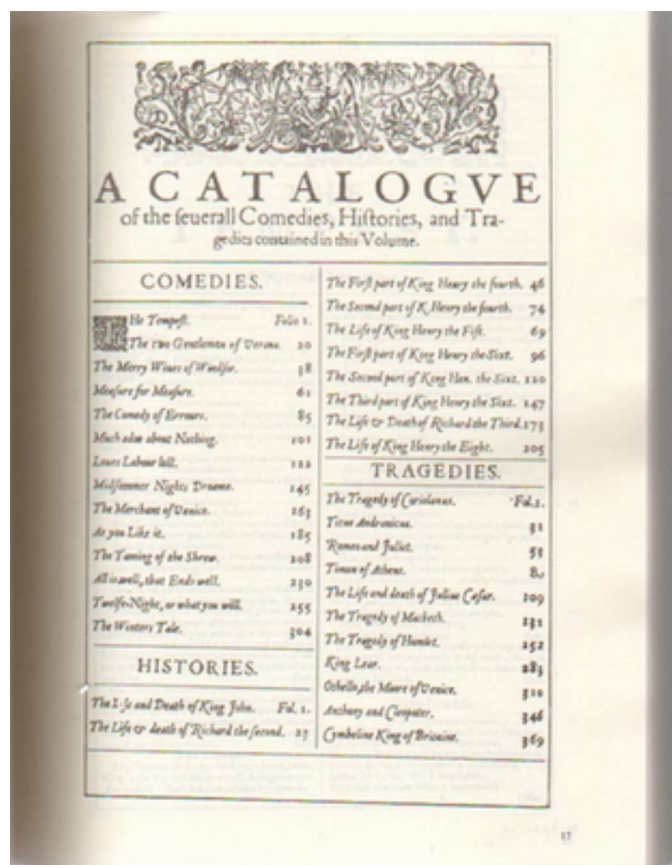 A CATALOGVE
of the ſeuerall Comedies, Hiſtories, and Tra-
gedies contained in this Volume.
COMEDIES.
The Tempeſt. Folio 1.
The two Gentlemen of Verona. 20
The Merry Wiues of Windſor. 38
Meaſure for Meaſure. 61
The Comedy of Errours. 85
Much adoo about Nothing. 101
Loues Labour loſt. 122
Midſommer Nights Dreame. 145
The Merchant of Venice. 163
As you Like it. 185
The Taming of the Shrew. 208
All is well, that Ends well. 230
Twelfe-Night, or what you will. 255
The Winters Tale. 304
HISTORIES.
The Life and Death of King John. Fol. 1.
The Life & death of Richard the ſecond. 23
The Firſt part of King Henry the fourth. 46
The Second part of K. Henry the fourth. 74
The Life of King Henry the Fift. 69
The Firſt part of King Henry the Sixt. 96
The Second part of King Hen. the Sixt. 120
The Third part of King Henry the Sixt. 147
The Life & Death of Richard the Third. 173
The Life of King Henry the Eight. 205
TRAGEDIES.
The Tragedy of Coriolanus. Fol. 1.
Titus Andronicus. 31
Romeo and Juliet. 53
Timon of Athens. 80
The Life and death of Julius Cæſar. 109
The Tragedy of Macbeth. 131
The Tragedy of Hamlet. 152
King Lear. 283
Othello, the Moore of Venice. 310
Anthony and Cleopater. 346
Cymbeline King of Britaine. 369
17